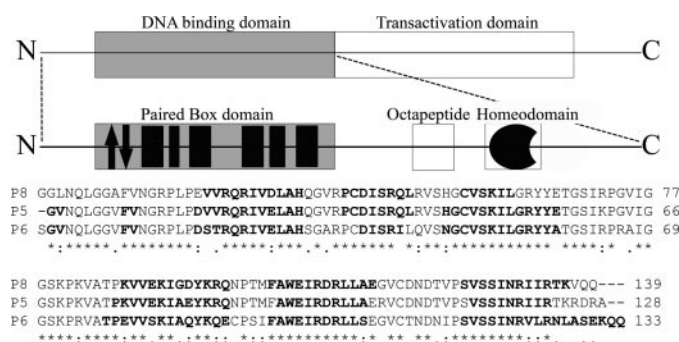 DNA binding domain Transactivation domain
N C
Paired Box domain Octapeptide Homeodomain
N C
P8 GGLNQLGGAFVNGRPLPEVVRQRIVDLAHQGVRPCDISRQLRVSHGCVSKILGRYYETGSIRPGVIG 77
P5 -GVNQLGGVFVNGRPLPDVVRQRIVELAHQGVRPCDISRQLRVSHGCVSKILGRYYETGSIKPGVIG 66
P6 SGVNQLGGVFVNGRPLPDSTRQRIVELAHSGARPCDISRILQVSNGCVSKILGRYYATGSIRPRAIG 69
P8 GSKPKVATPKVVEKIGDYKRQNPTMFAWEIRDRLLAEGVCDNDTVPSVSSINRIIRTKVQQ--- 139
P5 GSKPKVATPKVVEKIAEYKRQNPTMFAWEIRDRLLAERVCDNDTVPSVSSINRIIRTKRDRA-- 128
P6 GSKPRVATPEVVSKIAQYKQECPSIFAWEIRDRLLSEGVCTNDNIPSVSSINRVLRNLASEKQQ 133